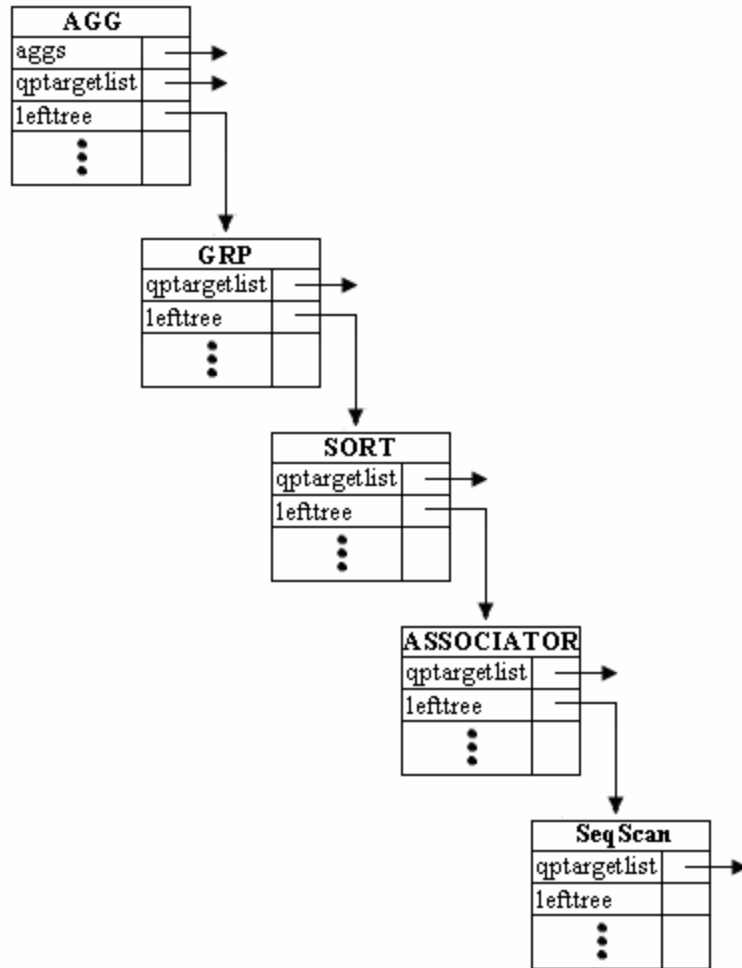 AGG
aggs
qptargetlist
lefttree
GRP
qptargetlist
lefttree
SORT
qptargetlist
lefttree
ASSOCIATOR
qptargetlist
lefttree
SeqScan
qptargetlist
lefttree